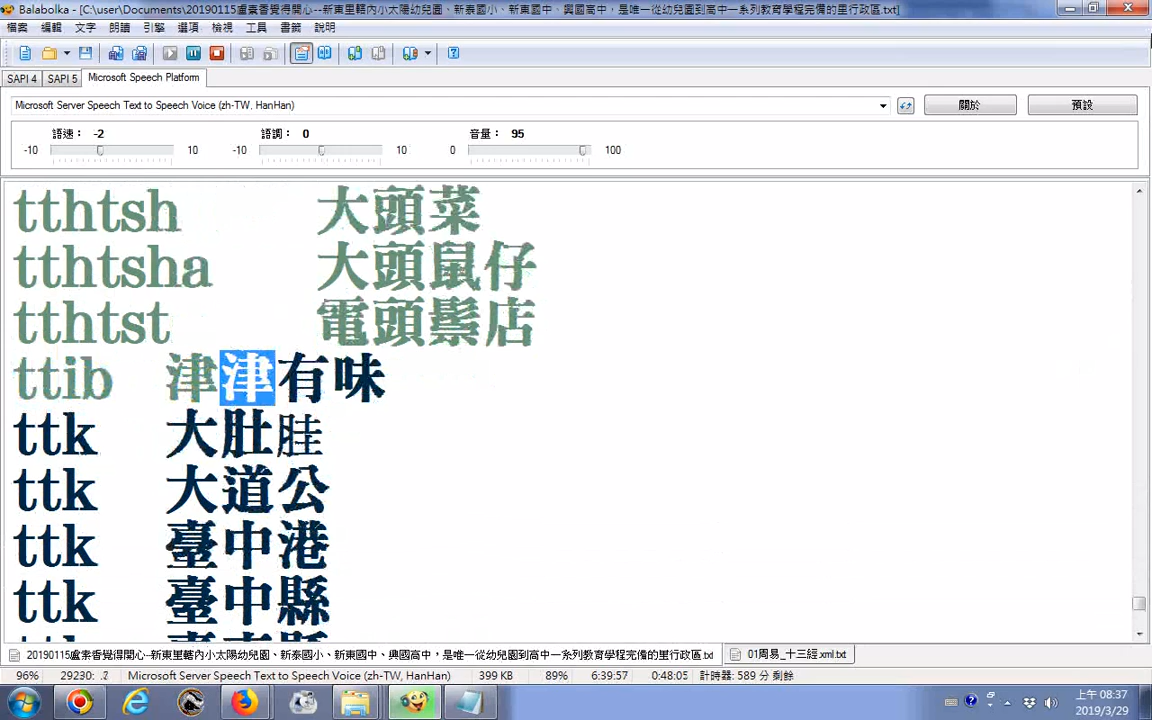 Balabolka - [C:\user\Documents\20190115盧素香覺得開心--新東里轄內小太陽幼兒園、新泰國小、新東國中、興國高中，是唯一從幼兒園到高中一系列教育學程完備的里行政區.txt]
檔案 編輯 文字 朗讀 引擎 選項 檢視 工具 書籤 說明
SAPI 4 SAPI 5 Microsoft Speech Platform
Microsoft Server Speech Text to Speech Voice (zh-TW, HanHan) 關於 預設
語速： -2 語調： 0 音量： 95
-10 10 -10 10 0 100
tthtsh 大頭菜
tthtsha 大頭鼠仔
tthtst 電頭鬃店
ttib 津津有味
ttk 大肚胿
ttk 大道公
ttk 臺中港
ttk 臺中縣
20190115盧素香覺得開心--新東里轄內小太陽幼兒園、新泰國小、新東國中、興國高中，是唯一從幼兒園到高中一系列教育學程完備的里行政區.txt 01周易_十三經.xml.txt
96% 29230: .2 Microsoft Server Speech Text to Speech Voice (zh-TW, HanHan) 399 KB 89% 6:39:57 0:48:05 計時器: 589 分 剩餘
上午 08:37
2019/3/29